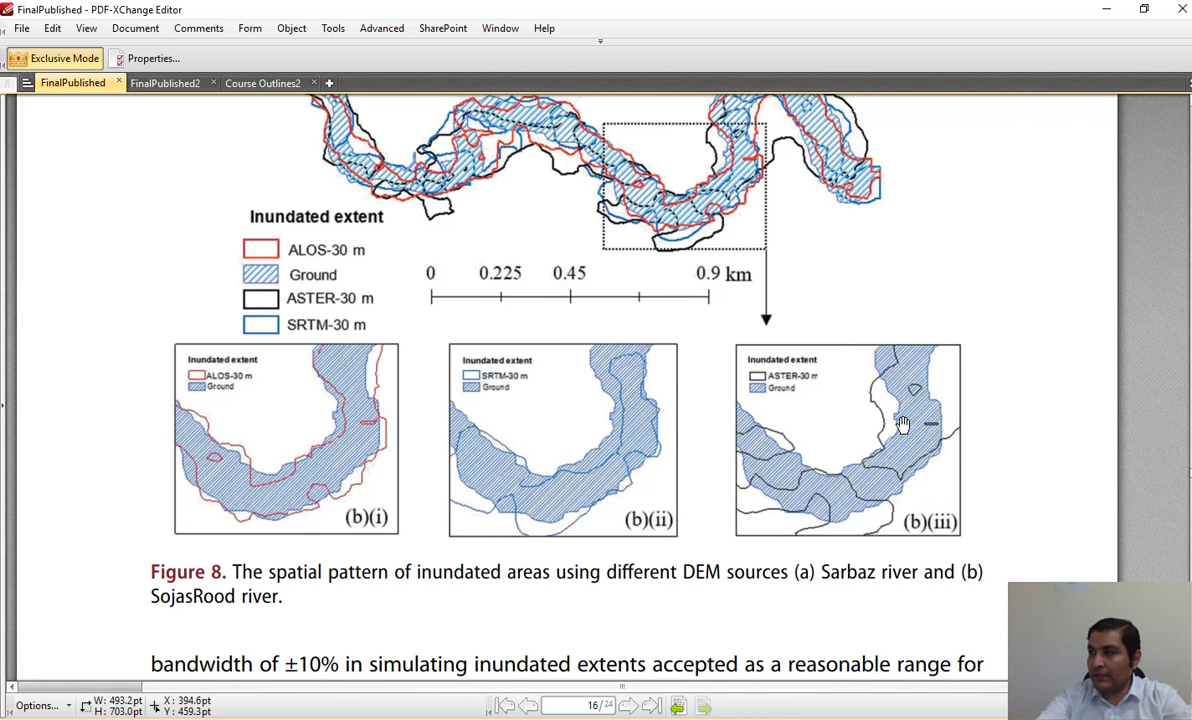 FinalPublished - PDF-XChange Editor
File Edit View Document Comments Form Object Tools Advanced SharePoint Window Help
Exclusive Mode Properties...
FinalPublished FinalPublished2 Course Outlines2
Inundated extent
ALOS-30 m
Ground
ASTER-30 m
SRTM-30 m
0 0.225 0.45 0.9 km
Inundated extent
ALOS-30 m
Ground
(b)(i)
Inundated extent
SRTM-30 m
Ground
(b)(ii)
Inundated extent
ASTER-30 m
Ground
(b)(iii)
Figure 8. The spatial pattern of inundated areas using different DEM sources (a) Sarbaz river and (b)
SojasRood river.
bandwidth of ±10% in simulating inundated extents accepted as a reasonable range for
Options... W: 493.2pt X: 394.6pt 16/24
H: 703.0pt Y: 459.3pt